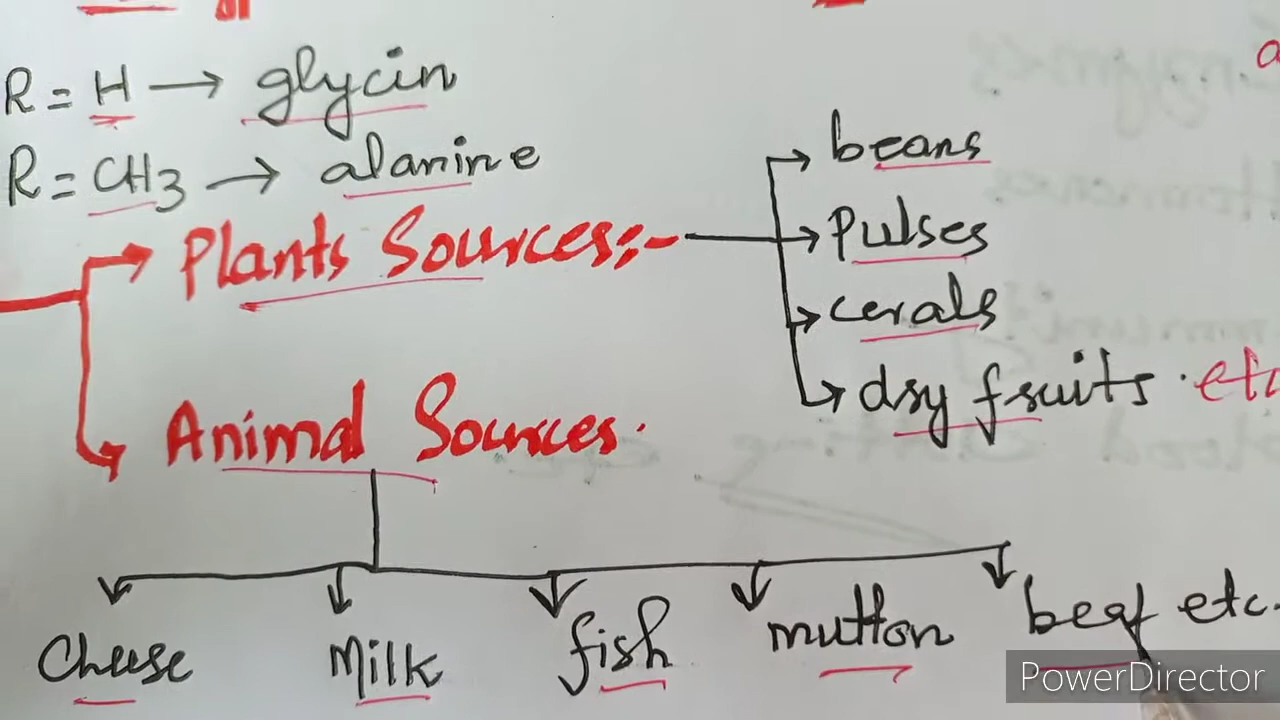 R = H → glycin
R = CH3 → alanine
Plants Sources:-
beans
Pulses
cerals
dry fruits . etc
Animal Sources.
Cheese
Milk
fish
mutton
beaf etc.
PowerDirector